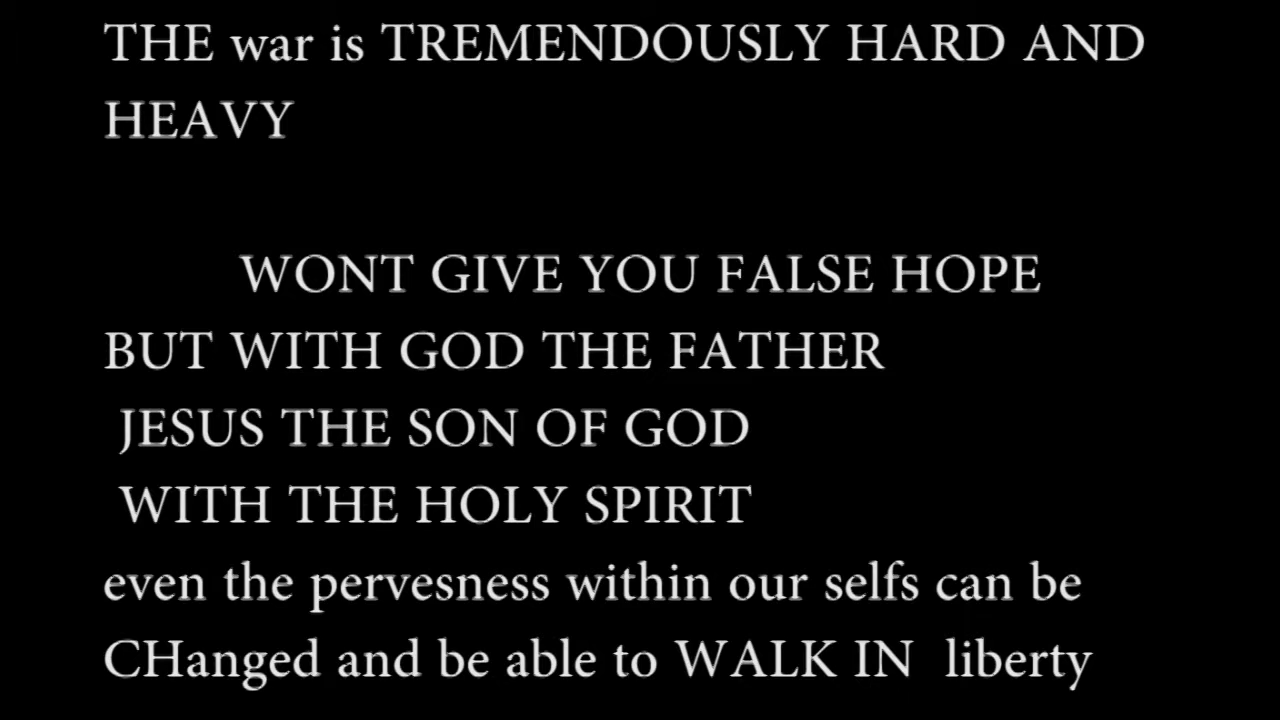 THE war is TREMENDOUSLY HARD AND
HEAVY
WONT GIVE YOU FALSE HOPE
BUT WITH GOD THE FATHER
JESUS THE SON OF GOD
WITH THE HOLY SPIRIT
even the pervesness within our selfs can be
CHanged and be able to WALK IN  liberty